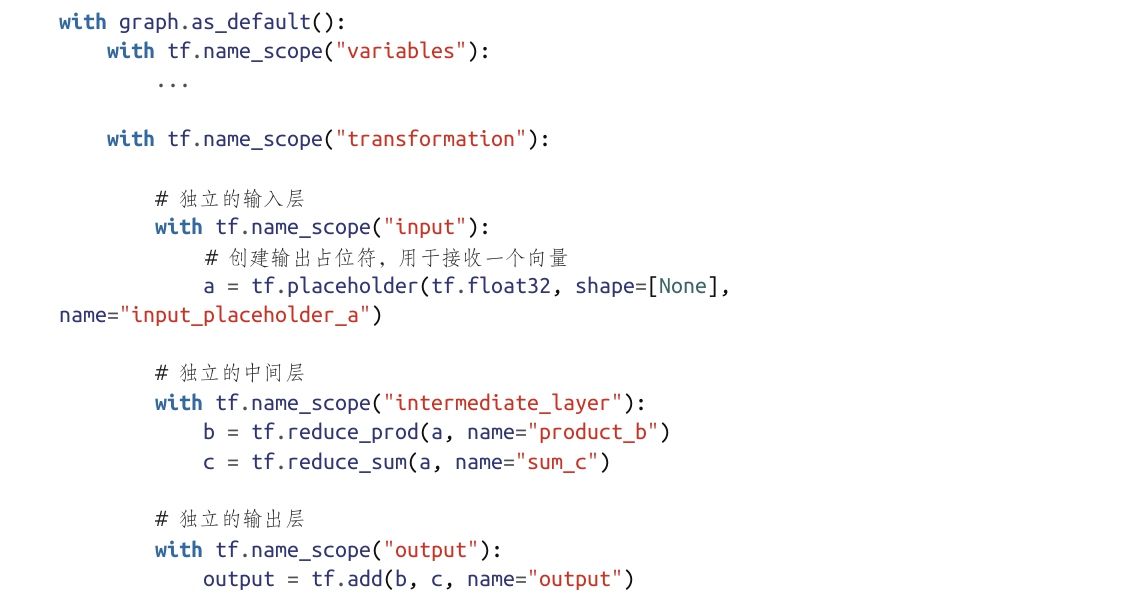 with graph.as_default():
    with tf.name_scope("variables"):
        ...
    with tf.name_scope("transformation"):
        # 独立的输入层
        with tf.name_scope("input"):
            # 创建输出占位符，用于接收一个向量
            a = tf.placeholder(tf.float32, shape=[None],
name="input_placeholder_a")
        # 独立的中间层
        with tf.name_scope("intermediate_layer"):
            b = tf.reduce_prod(a, name="product_b")
            c = tf.reduce_sum(a, name="sum_c")
        # 独立的输出层
        with tf.name_scope("output"):
            output = tf.add(b, c, name="output")